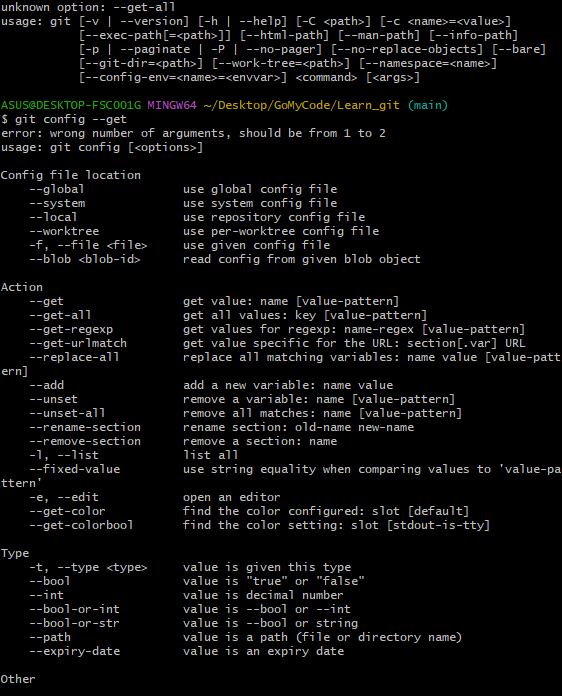 unknown option: --get-all
usage: git [-v | --version] [-h | --help] [-C <path>] [-c <name>=<value>]
           [--exec-path[=<path>]] [--html-path] [--man-path] [--info-path]
           [-p | --paginate | -P | --no-pager] [--no-replace-objects] [--bare]
           [--git-dir=<path>] [--work-tree=<path>] [--namespace=<name>]
           [--config-env=<name>=<envvar>] <command> [<args>]

ASUS@DESKTOP-FSCOO1G MINGW64 ~/Desktop/GoMyCode/Learn_git (main)
$ git config --get
error: wrong number of arguments, should be from 1 to 2
usage: git config [<options>]

Config file location
    --global              use global config file
    --system              use system config file
    --local               use repository config file
    --worktree            use per-worktree config file
    -f, --file <file>     use given config file
    --blob <blob-id>      read config from given blob object

Action
    --get                 get value: name [value-pattern]
    --get-all             get all values: key [value-pattern]
    --get-regexp          get values for regexp: name-regex [value-pattern]
    --get-urlmatch        get value specific for the URL: section[.var] URL
    --replace-all         replace all matching variables: name value [value-patt
ern]
    --add                 add a new variable: name value
    --unset               remove a variable: name [value-pattern]
    --unset-all           remove all matches: name [value-pattern]
    --rename-section      rename section: old-name new-name
    --remove-section      remove a section: name
    -l, --list            list all
    --fixed-value         use string equality when comparing values to 'value-pa
ttern'
    -e, --edit            open an editor
    --get-color           find the color configured: slot [default]
    --get-colorbool       find the color setting: slot [stdout-is-tty]

Type
    -t, --type <type>     value is given this type
    --bool                value is "true" or "false"
    --int                 value is decimal number
    --bool-or-int         value is --bool or --int
    --bool-or-str         value is --bool or string
    --path                value is a path (file or directory name)
    --expiry-date         value is an expiry date

Other